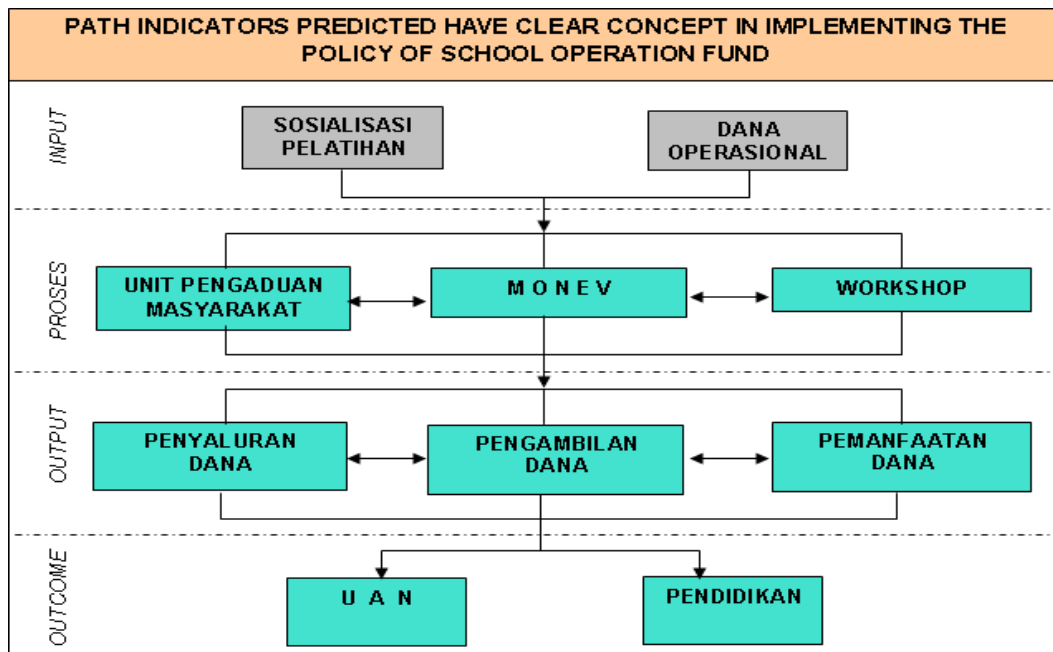 PATH INDICATORS PREDICTED HAVE CLEAR CONCEPT IN IMPLEMENTING THE
POLICY OF SCHOOL OPERATION FUND
INPUT
SOSIALISASI
PELATIHAN
DANA
OPERASIONAL
PROSES
UNIT PENGADUAN
MASYARAKAT
M O N E V
WORKSHOP
OUTPUT
PENYALURAN
DANA
PENGAMBILAN
DANA
PEMANFAATAN
DANA
OUTCOME
U A N
PENDIDIKAN